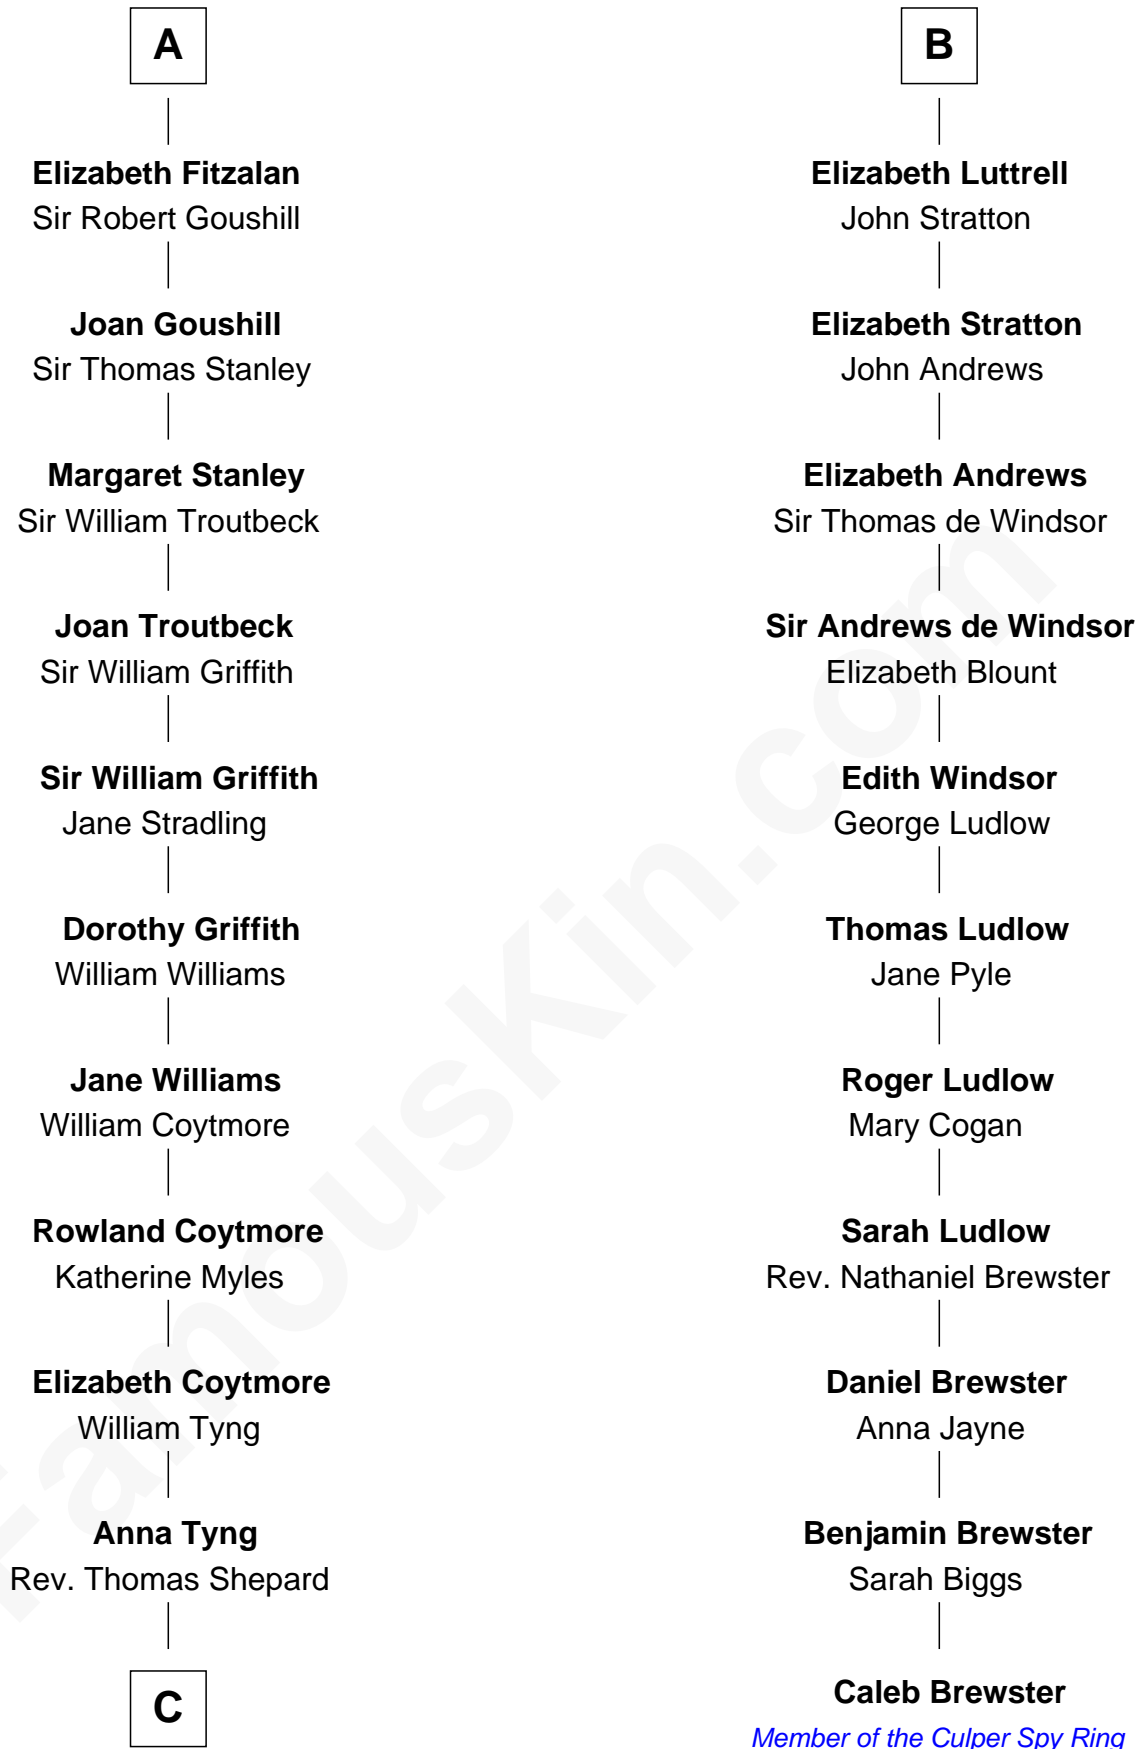 A
Elizabeth Fitzalan
Sir Robert Goushill
Joan Goushill
Sir Thomas Stanley
Margaret Stanley
Sir William Troutbeck
Joan Troutbeck
Sir William Griffith
Sir William Griffith
Jane Stradling
Dorothy Griffith
William Williams
Jane Williams
William Coytmore
Rowland Coytmore
Katherine Myles
Elizabeth Coytmore
William Tyng
Anna Tyng
Rev. Thomas Shepard
C
B
Elizabeth Luttrell
John Stratton
Elizabeth Stratton
John Andrews
Elizabeth Andrews
Sir Thomas de Windsor
Sir Andrews de Windsor
Elizabeth Blount
Edith Windsor
George Ludlow
Thomas Ludlow
Jane Pyle
Roger Ludlow
Mary Cogan
Sarah Ludlow
Rev. Nathaniel Brewster
Daniel Brewster
Anna Jayne
Benjamin Brewster
Sarah Biggs
Caleb Brewster
Member of the Culper Spy Ring
FamousKin.com